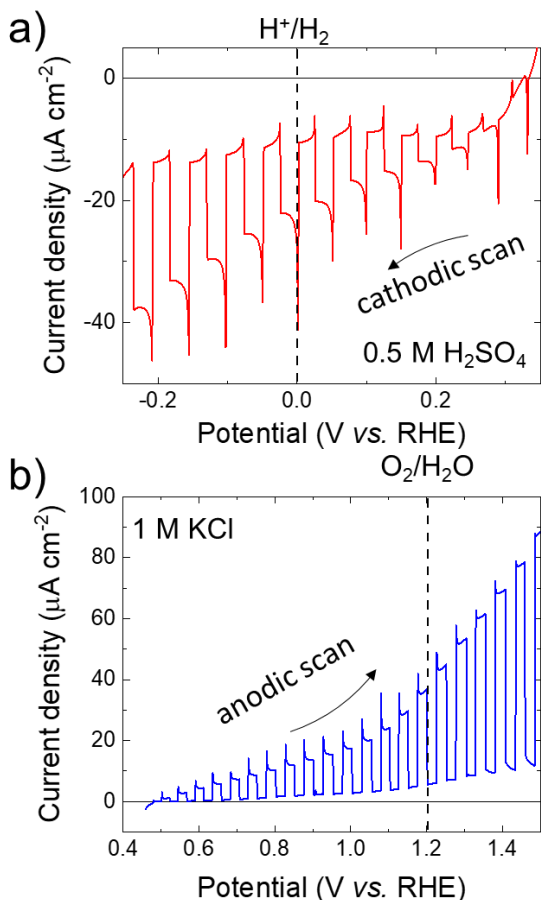 a)
H⁺/H₂
Current density (μA cm⁻²)
0
-20
-40
cathodic scan
0.5 M H₂SO₄
-0.2
0.0
0.2
Potential (V vs. RHE)
b)
O₂/H₂O
Current density (μA cm⁻²)
100
80
60
40
20
0
1 M KCl
anodic scan
0.4
0.6
0.8
1.0
1.2
1.4
Potential (V vs. RHE)